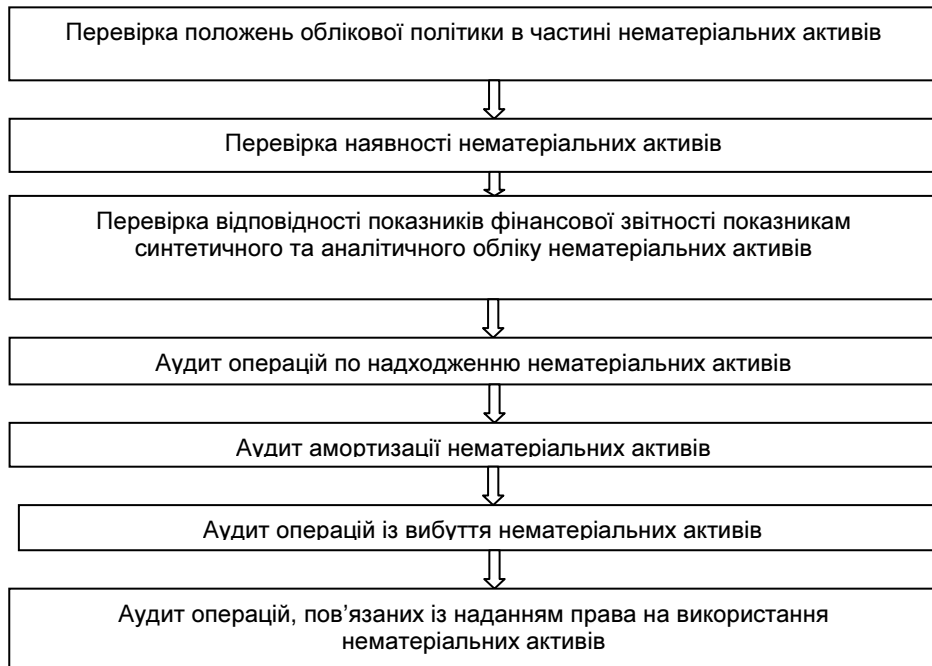 Перевірка положень облікової політики в частині нематеріальних активів
Перевірка наявності нематеріальних активів
Перевірка відповідності показників фінансової звітності показникам
синтетичного та аналітичного обліку нематеріальних активів
Аудит операцій по надходженню нематеріальних активів
Аудит амортизації нематеріальних активів
Аудит операцій із вибуття нематеріальних активів
Аудит операцій, пов’язаних із наданням права на використання
нематеріальних активів